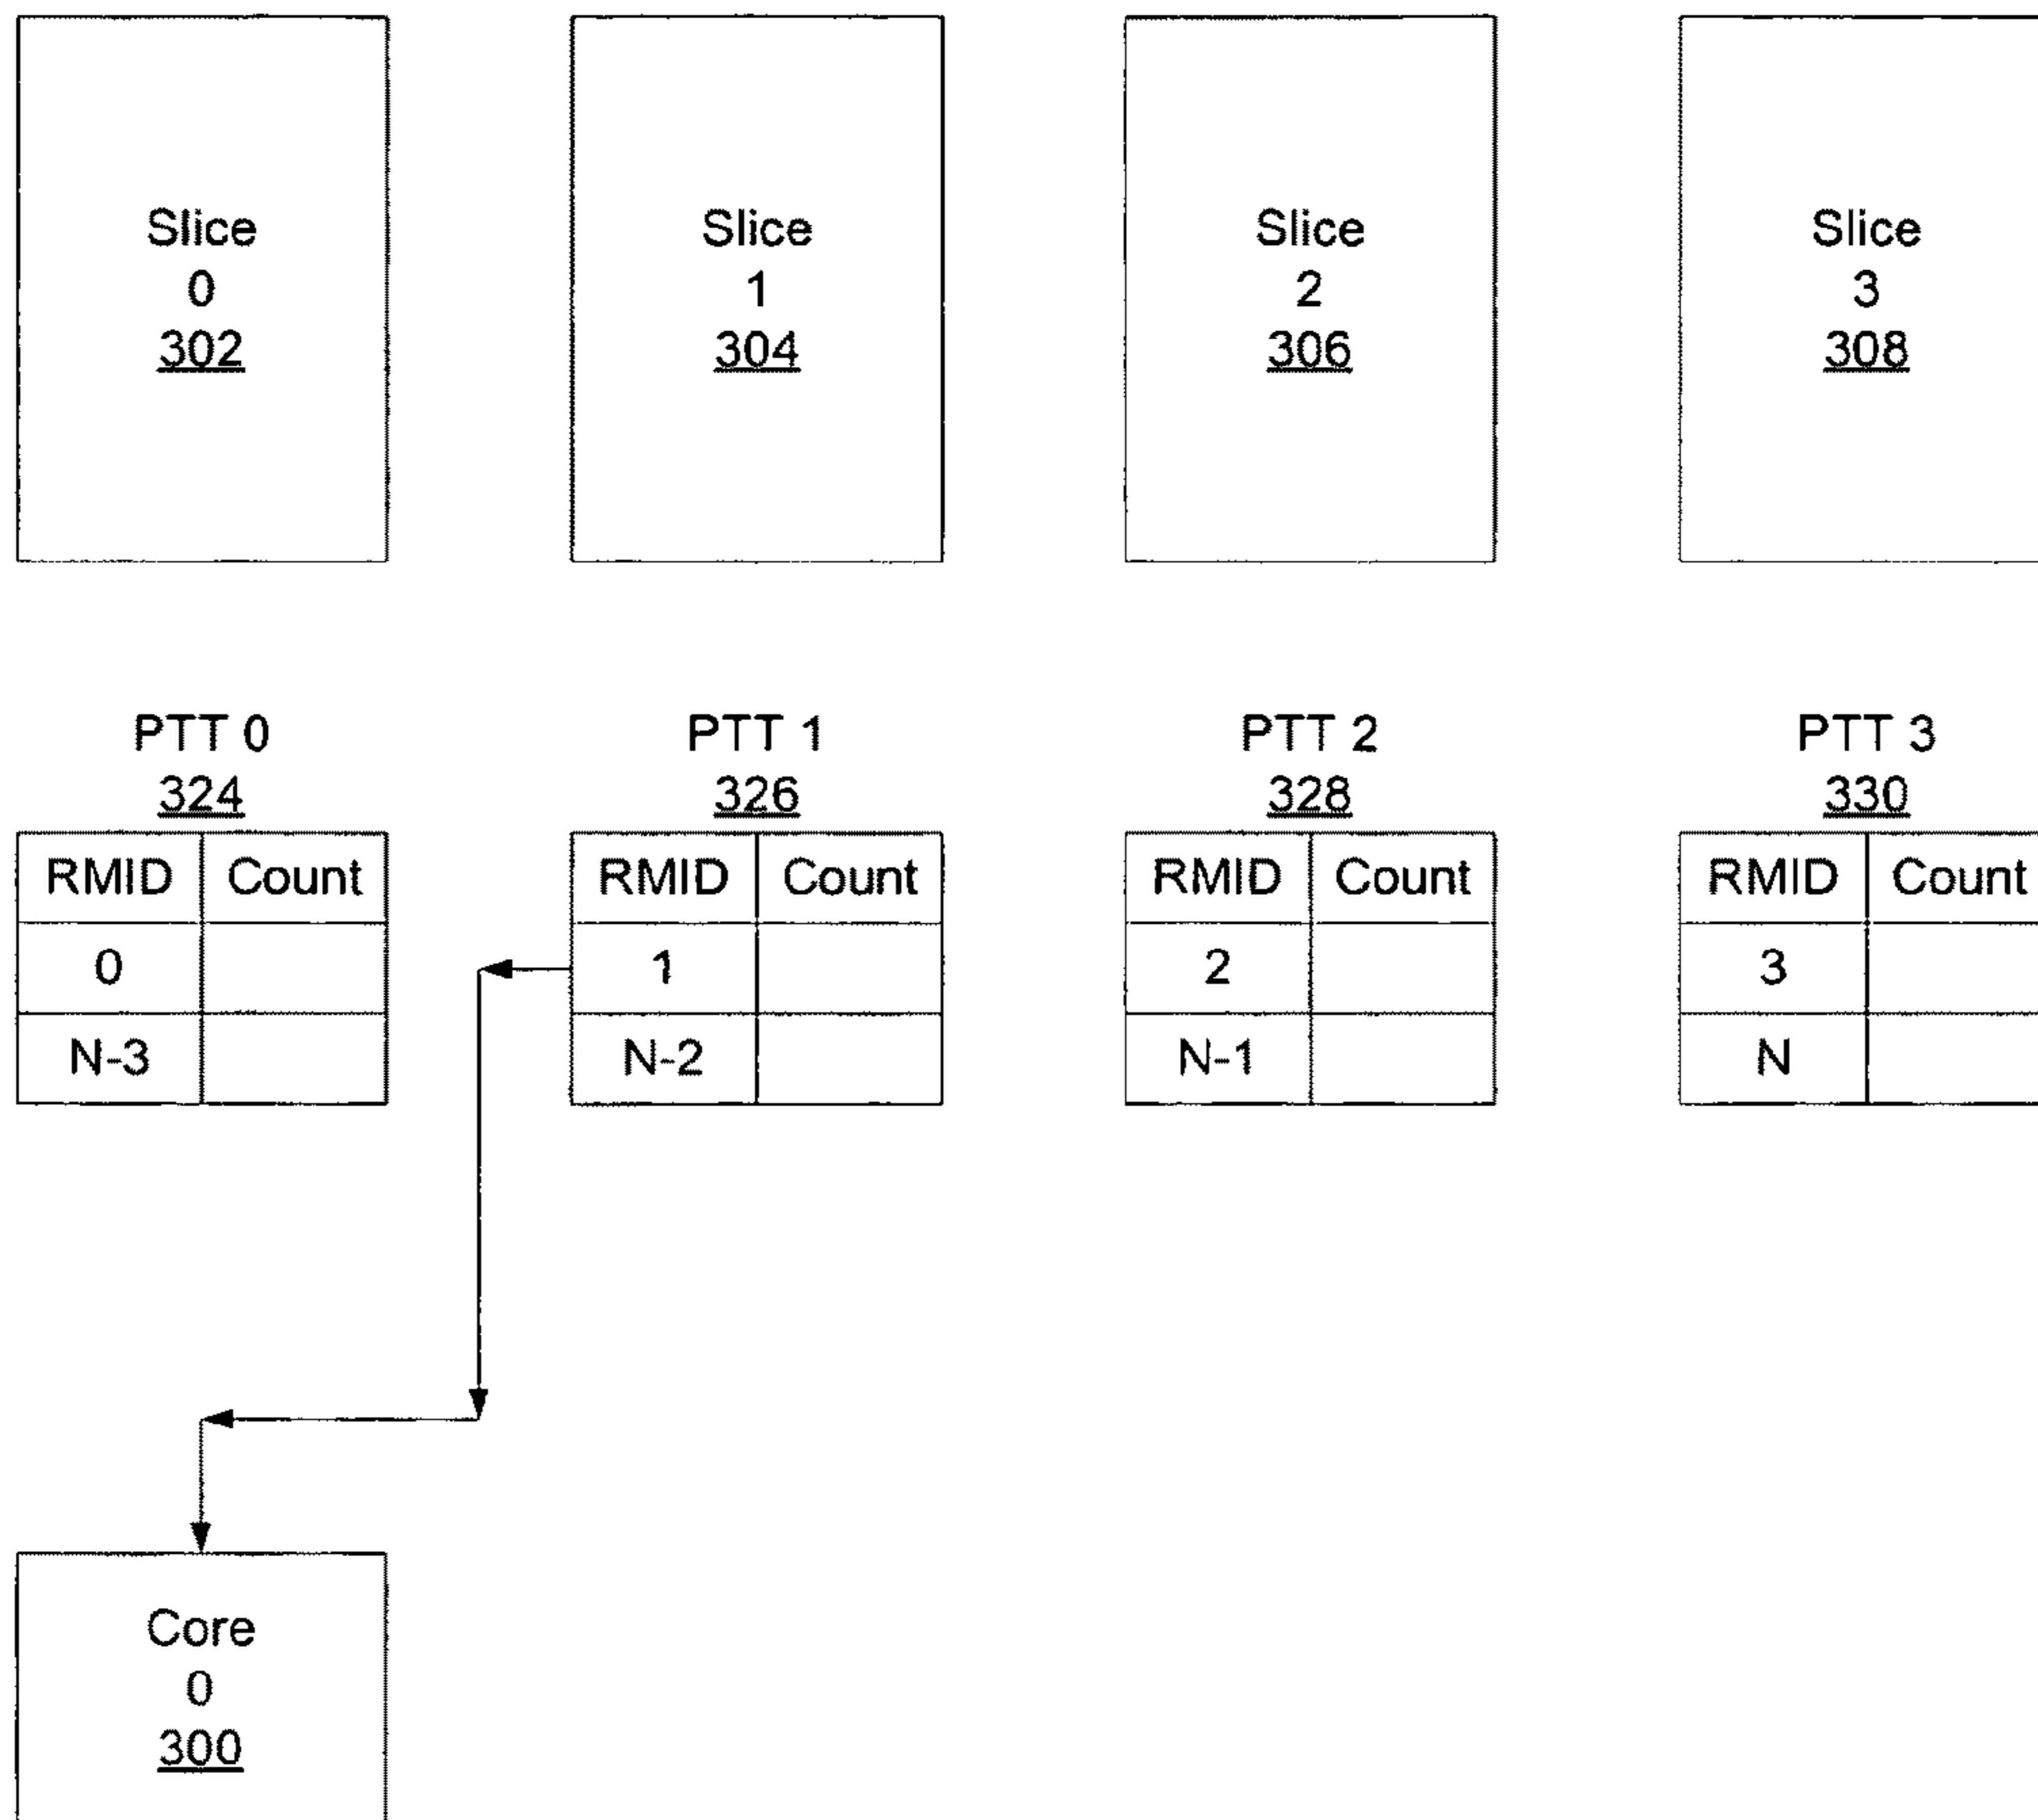 Slice
0
302
Slice
1
304
Slice
2
306
Slice
3
308
PTT 0
324
PTT 1
326
PTT 2
328
PTT 3
330
RMID Count
0
N-3
RMID Count
1
N-2
RMID Count
2
N-1
RMID Count
3
N
Core
0
300